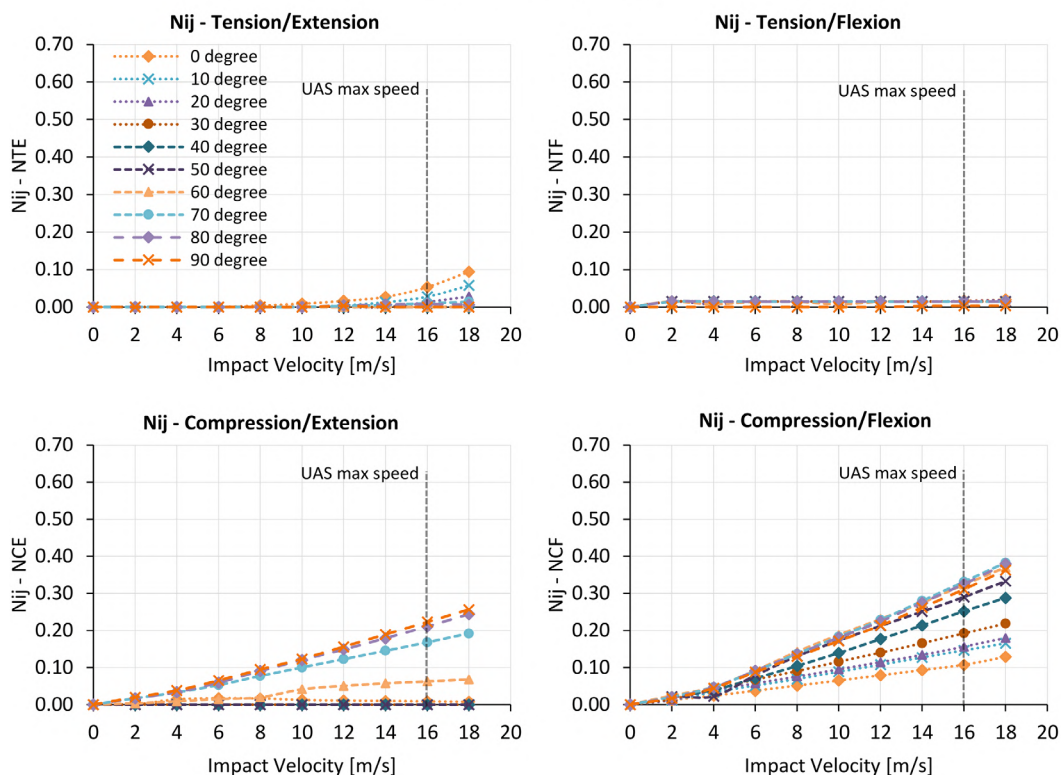 Nij - Tension/Extension
0.70
0.60
0.50
0.40
0.30
0.20
0.10
0.00
Nij - NTE
0 degree
10 degree
20 degree
30 degree
40 degree
50 degree
60 degree
70 degree
80 degree
90 degree
UAS max speed
0 2 4 6 8 10 12 14 16 18 20
Impact Velocity [m/s]
Nij - Tension/Flexion
0.70
0.60
0.50
0.40
0.30
0.20
0.10
0.00
Nij - NTF
UAS max speed
0 2 4 6 8 10 12 14 16 18 20
Impact Velocity [m/s]
Nij - Compression/Extension
0.70
0.60
0.50
0.40
0.30
0.20
0.10
0.00
Nij - NCE
UAS max speed
0 2 4 6 8 10 12 14 16 18 20
Impact Velocity [m/s]
Nij - Compression/Flexion
0.70
0.60
0.50
0.40
0.30
0.20
0.10
0.00
Nij - NCF
UAS max speed
0 2 4 6 8 10 12 14 16 18 20
Impact Velocity [m/s]